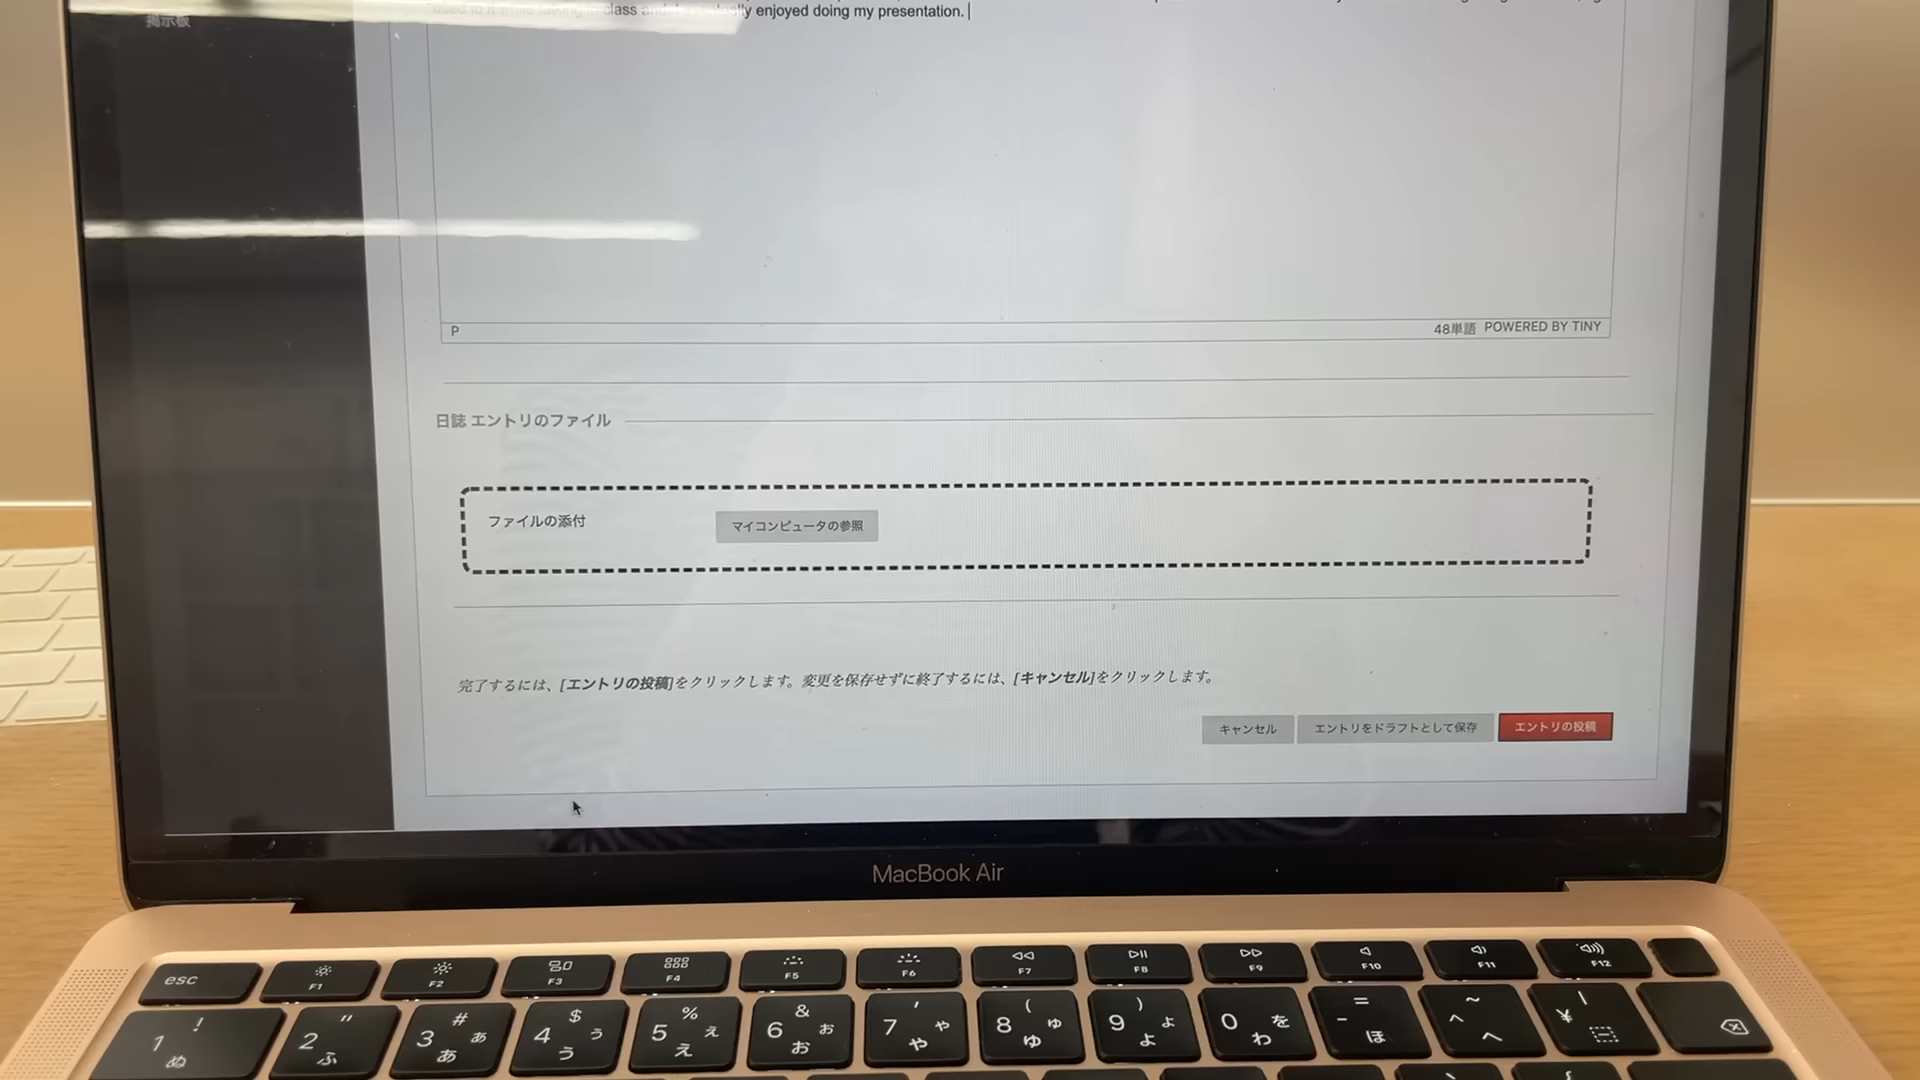 掲示板
class and
enjoyed doing my presentation.
P
48単語 POWERED BY TINY
日誌 エントリのファイル
ファイルの添付
マイコンピュータの参照
完了するには、[エントリの投稿]をクリックします。変更を保存せずに終了するには、[キャンセル]をクリックします。
キャンセル エントリをドラフトとして保存 エントリの投稿
MacBook Air
esc F1 F2 F3 F4 F5 F6 F7 F8 F9 F10 F11 F12
! " # あ $ ぅ % ぇ & ぉ ' ゃ ( ゅ ) ょ を = ~ |
1 ぬ 2 ふ 3 あ 4 う 5 え 6 お 7 や 8 ゆ 9 よ 0 わ - ほ ^ へ ¥